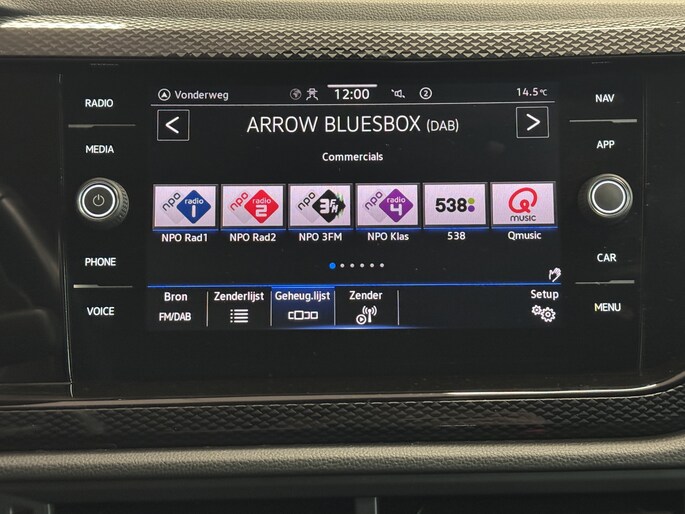 RADIO
MEDIA
PHONE
VOICE
Vonderweg
12:00
2
14.5°C
< ARROW BLUESBOX (DAB) >
Commercials
npo radio 1
npo radio 2
npo 3FM
npo radio 4
538
Q MUSIC
NPO Rad1
NPO Rad2
NPO 3FM
NPO Klas
538
Qmusic
Bron
FM/DAB
Zenderlijst
Geheug.lijst
Zender
Setup
NAV
APP
CAR
MENU